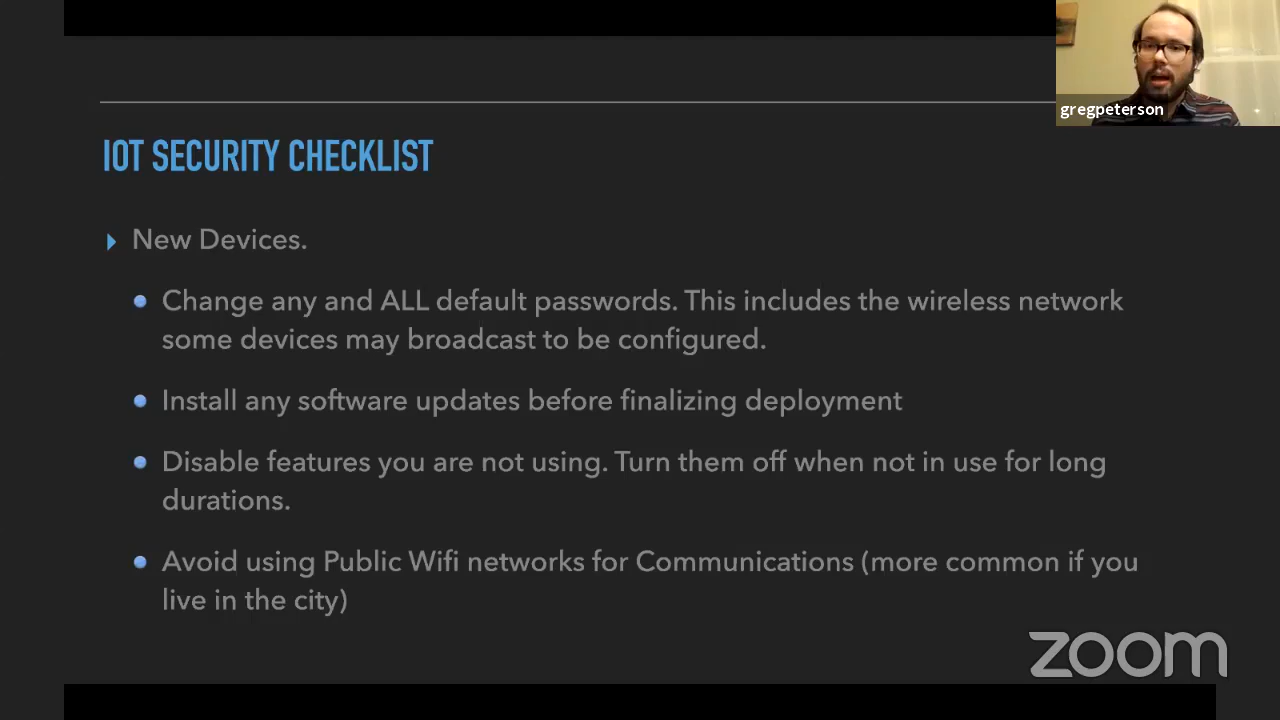 gregpeterson
IOT SECURITY CHECKLIST
New Devices.
Change any and ALL default passwords. This includes the wireless network
some devices may broadcast to be configured.
Install any software updates before finalizing deployment
Disable features you are not using. Turn them off when not in use for long
durations.
Avoid using Public Wifi networks for Communications (more common if you
live in the city)
zoom